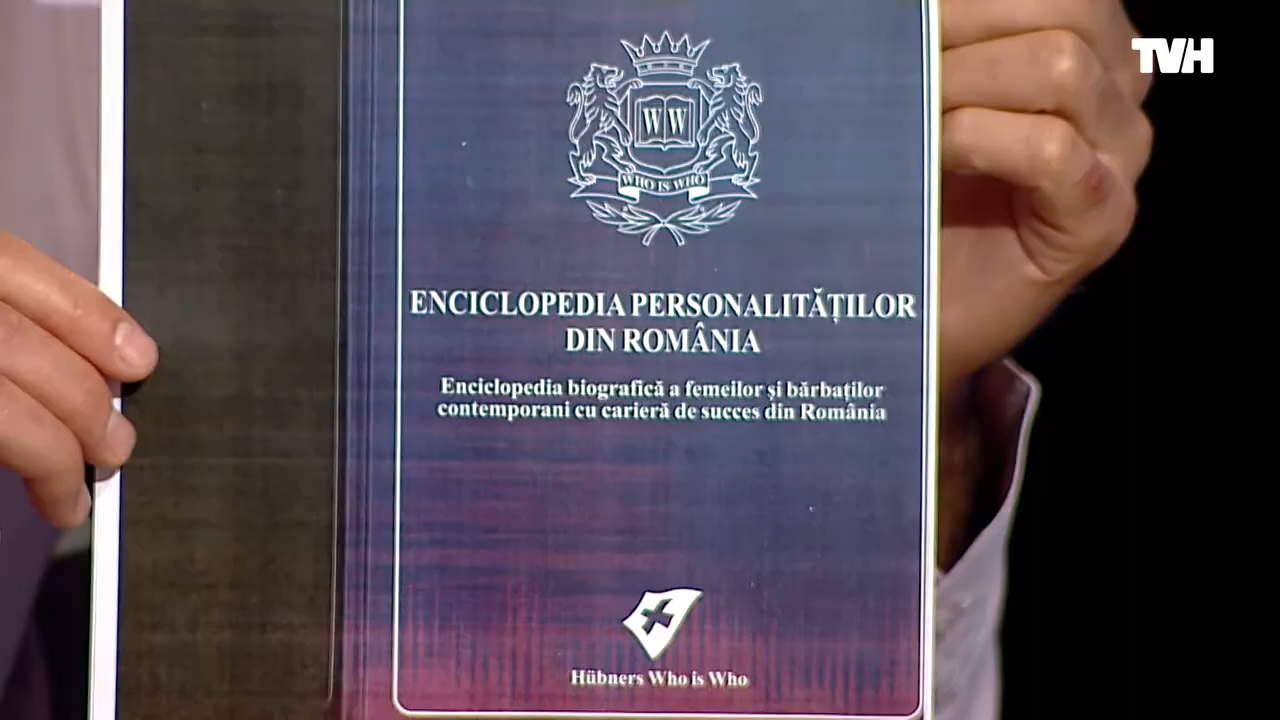 TVH
W W
WHO IS WHO
ENCICLOPEDIA PERSONALITĂȚILOR
DIN ROMÂNIA
Enciclopedia biografică a femeilor și bărbaților
contemporani cu carieră de succes din România
Hübners Who is Who